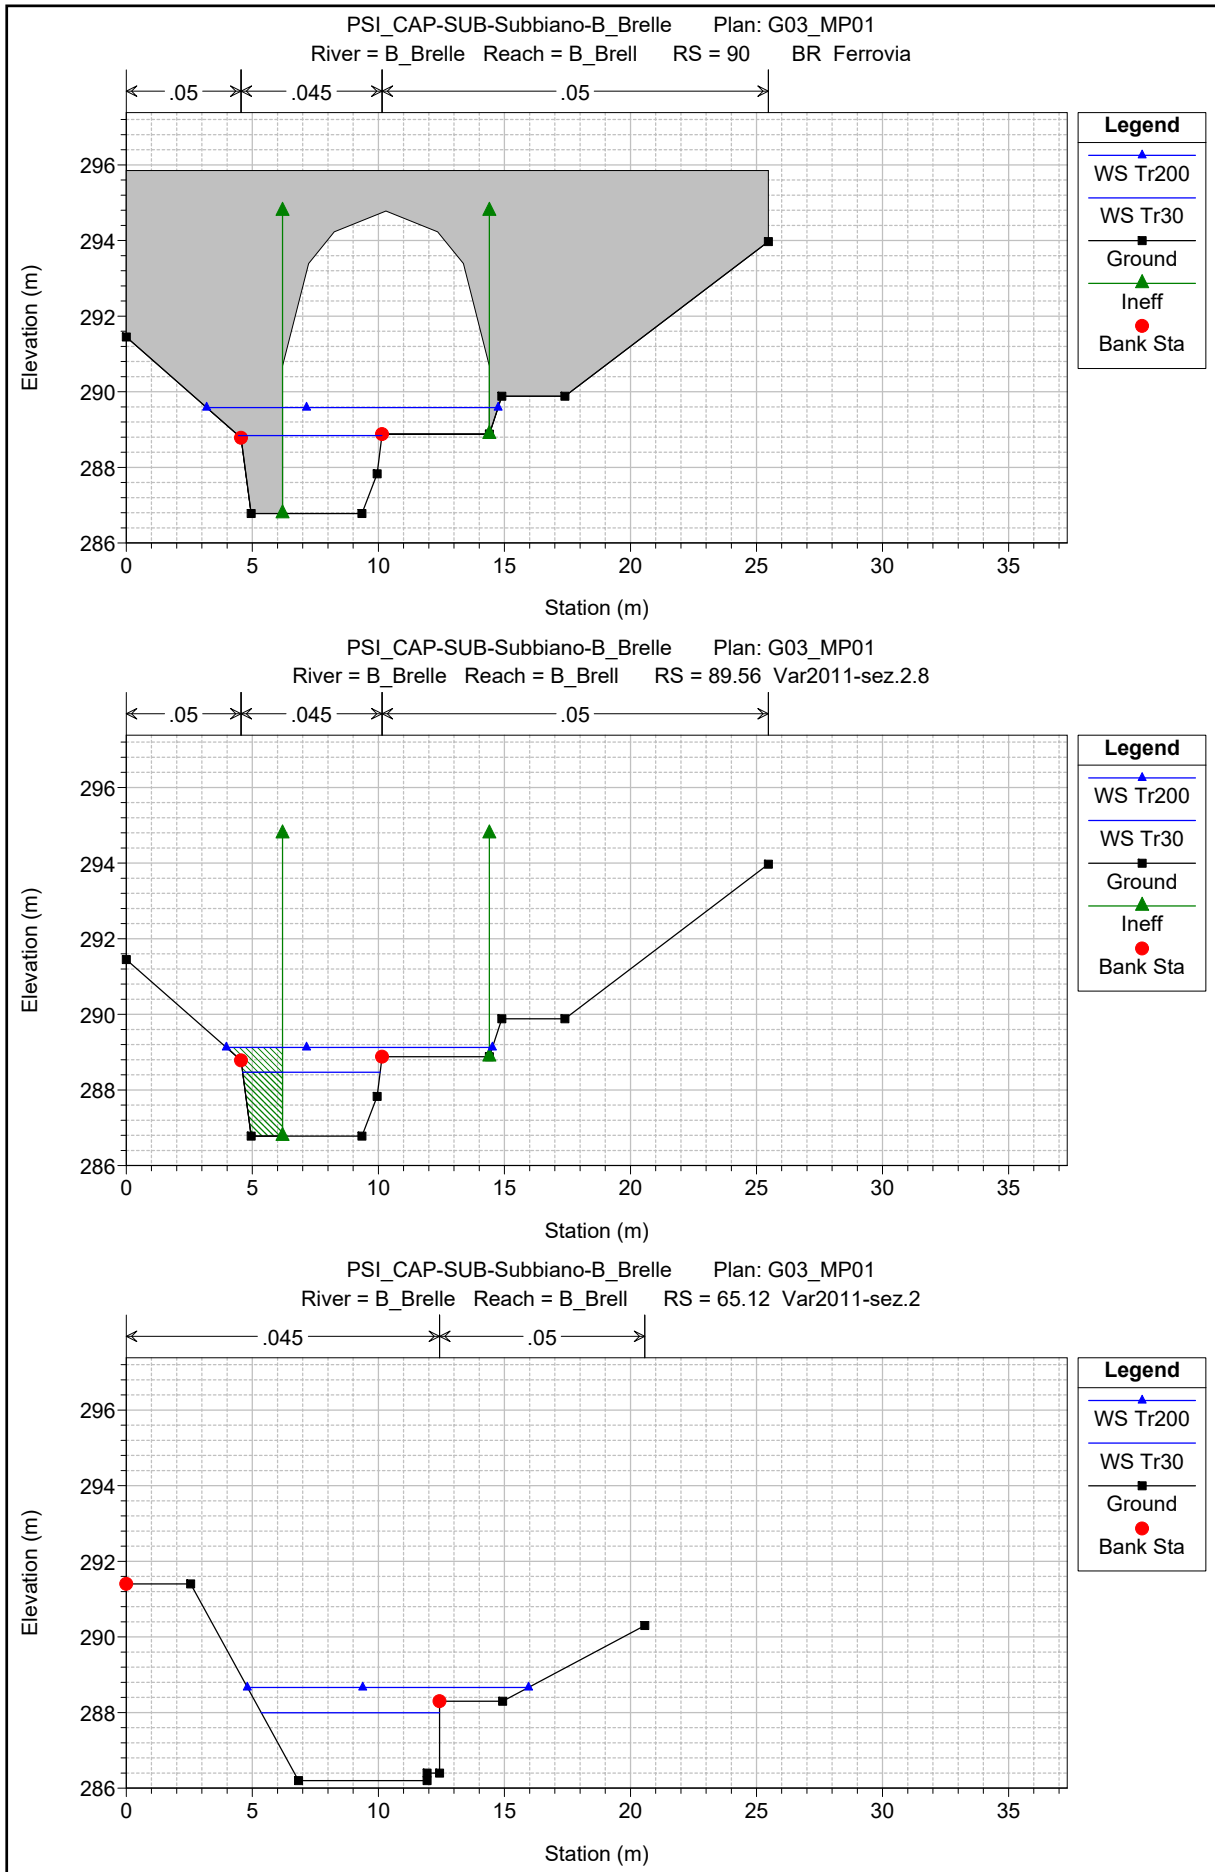 PSI_CAP-SUB-Subbiano-B_Brelle Plan: G03_MP01
River = B_Brelle Reach = B_Brell RS = 90 BR Ferrovia
.05 .045 .05
Legend
WS Tr200
WS Tr30
Ground
Ineff
Bank Sta
296
294
292
290
288
286
Elevation (m)
0 5 10 15 20 25 30 35
Station (m)
PSI_CAP-SUB-Subbiano-B_Brelle Plan: G03_MP01
River = B_Brelle Reach = B_Brell RS = 89.56 Var2011-sez.2.8
.05 .045 .05
Legend
WS Tr200
WS Tr30
Ground
Ineff
Bank Sta
296
294
292
290
288
286
Elevation (m)
0 5 10 15 20 25 30 35
Station (m)
PSI_CAP-SUB-Subbiano-B_Brelle Plan: G03_MP01
River = B_Brelle Reach = B_Brell RS = 65.12 Var2011-sez.2
.045 .05
Legend
WS Tr200
WS Tr30
Ground
Bank Sta
296
294
292
290
288
286
Elevation (m)
0 5 10 15 20 25 30 35
Station (m)